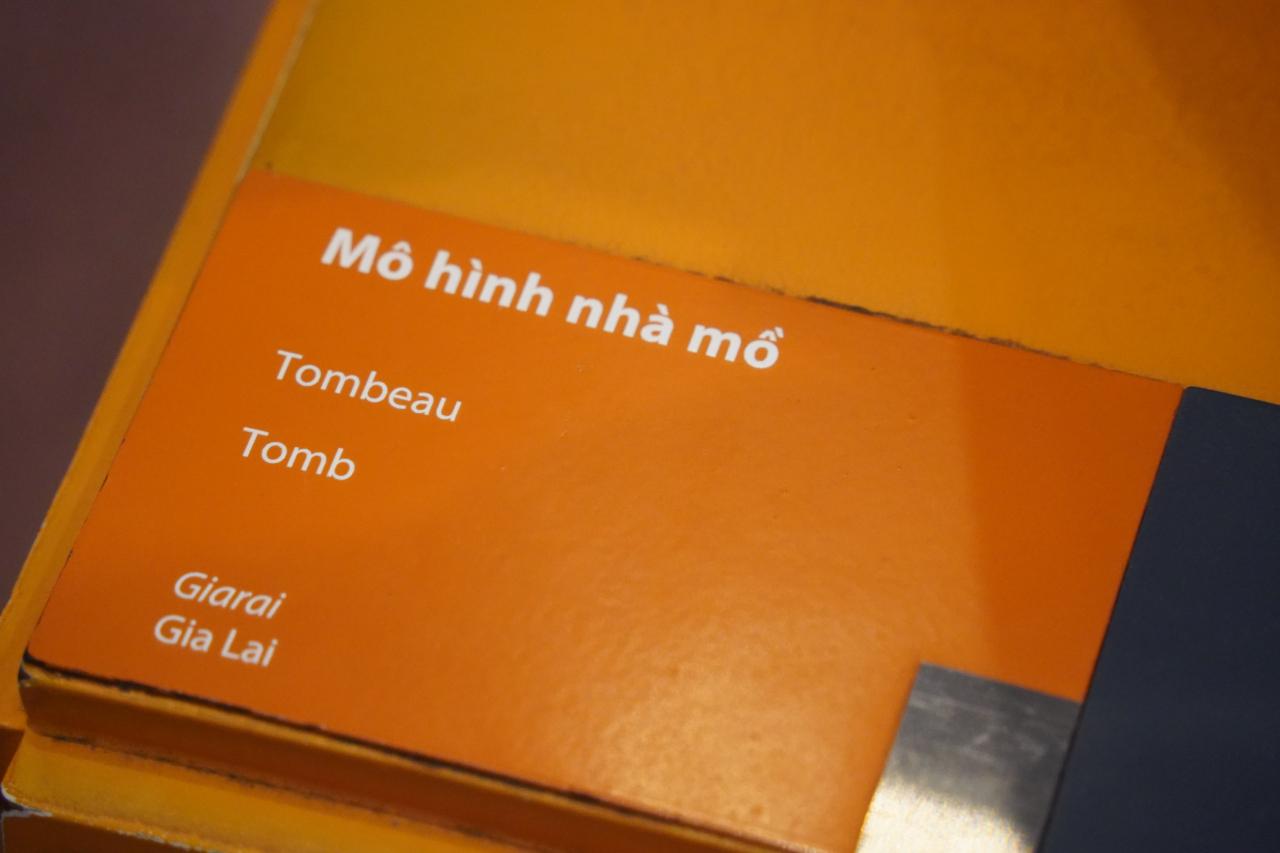 Mô hình nhà mồ
Tombeau
Tomb
Giarai
Gia Lai